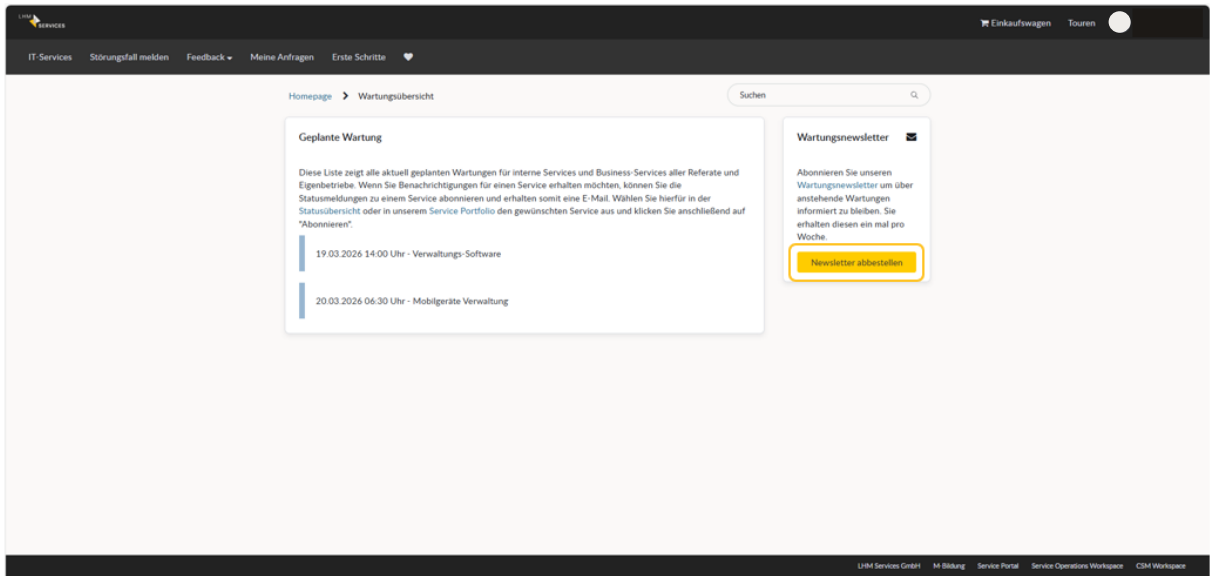 LHM
SERVICES
Einkaufswagen
Touren
IT-Services
Störungsfall melden
Feedback
Meine Anfragen
Erste Schritte
Homepage
Wartungsübersicht
Suchen
Geplante Wartung
Diese Liste zeigt alle aktuell geplanten Wartungen für interne Services und Business-Services aller Referate und
Eigenbetriebe. Wenn Sie Benachrichtigungen für einen Service erhalten möchten, können Sie die
Statusmeldungen zu einem Service abonnieren und erhalten somit eine E-Mail. Wählen Sie hierfür in der
Statusübersicht oder in unserem Service Portfolio den gewünschten Service aus und klicken Sie anschließend auf
"Abonnieren".
19.03.2026 14:00 Uhr - Verwaltungs-Software
20.03.2026 06:30 Uhr - Mobilgeräte Verwaltung
Wartungsnewsletter
Abonnieren Sie unseren
Wartungsnewsletter um über
anstehende Wartungen
informiert zu bleiben. Sie
erhalten diesen ein mal pro
Woche.
Newsletter abbestellen
LHM Services GmbH
M-Bildung
Service Portal
Service Operations Workspace
CSM Workspace